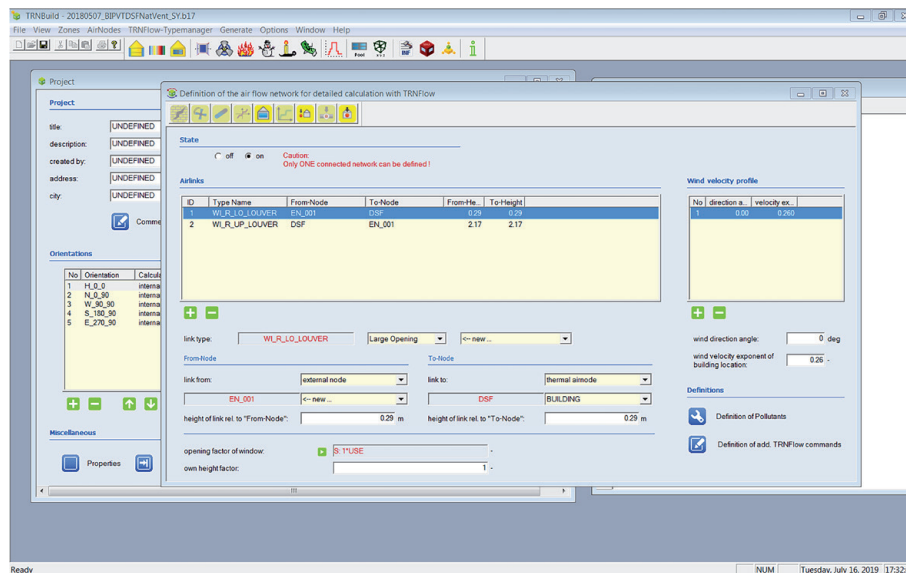 TRNBuild - 20180507_BIPVTDSFNatVent_SY.b17
File View Zones AirNodes TRNFlow-Typemanager Generate Options Window Help
Project
Project
title: UNDEFINED
description: UNDEFINED
created by: UNDEFINED
address: UNDEFINED
city: UNDEFINED
Comme
Orientations
No Orientation Calcula
1 H_0_0 interna
2 N_0_90 interna
3 W_90_90 interna
4 S_180_90 interna
5 E_270_90 interna
Miscellaneous
Properties
Definition of the air flow network for detailed calculation with TRNFlow
State
off on Caution:
Only ONE connected network can be defined !
Airlinks
ID Type Name From-Node To-Node From-He... To-Height
1 WI_R_LO_LOUVER EN_001 DSF 0.29 0.29
2 WI_R_UP_LOUVER DSF EN_001 2.17 2.17
link type: WI_R_LO_LOUVER Large Opening <-- new ...
From-Node To-Node
link from: external node link to: thermal airnode
EN_001 <-- new ... DSF BUILDING
height of link rel. to "From-Node": 0.29 m height of link rel. to "To-Node": 0.29 m
opening factor of window: S: 1*USE -
own height factor: 1 -
Wind velocity profile
No direction a... velocity ex...
1 0.00 0.260
wind direction angle: 0 deg
wind velocity exponent of
building location: 0.26 -
Definitions
Definition of Pollutants
Definition of add. TRNFlow commands
Ready NUM Tuesday, July 16, 2019 17:32: